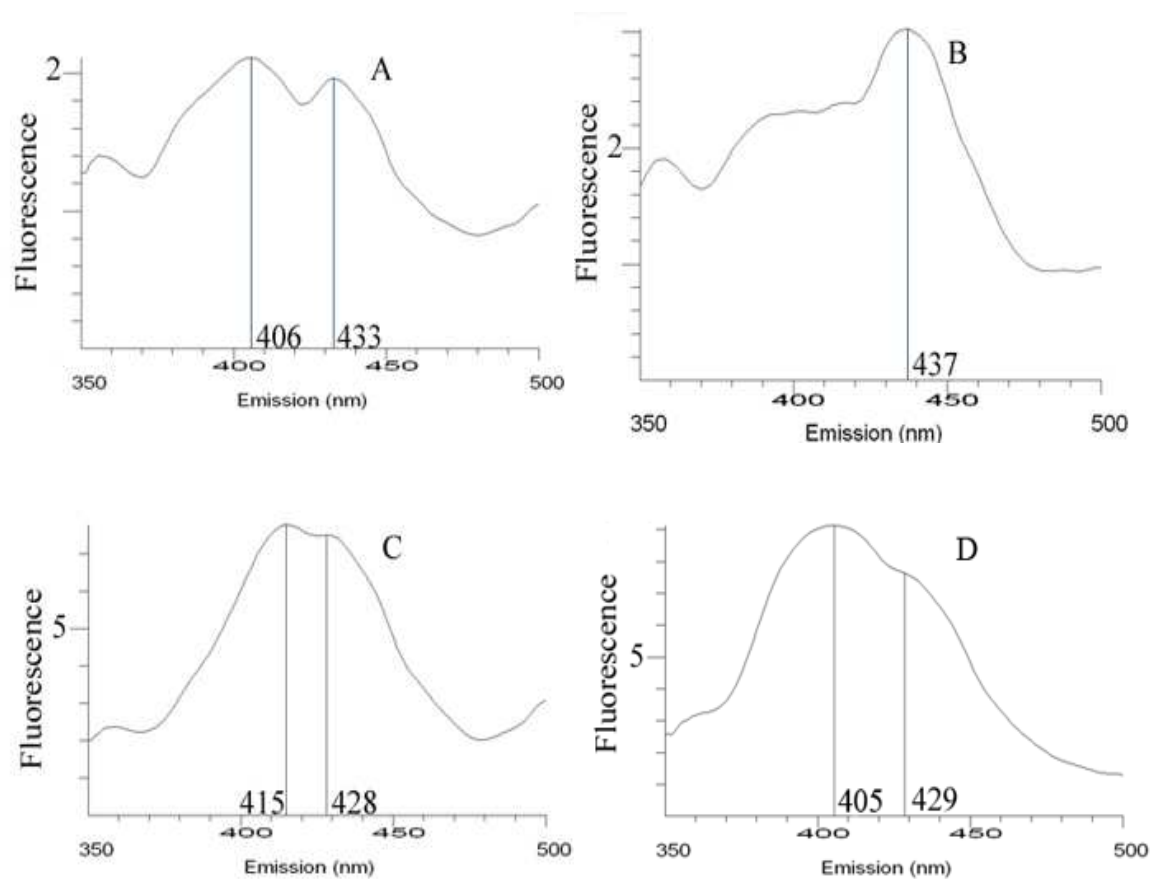 A
2
Fluorescence
406 433
400 450
350 500
Emission (nm)
B
2
Fluorescence
437
400 450
350 500
Emission (nm)
C
5
Fluorescence
415 428
400 450
350 500
Emission (nm)
D
5
Fluorescence
405 429
400 450
350 500
Emission (nm)